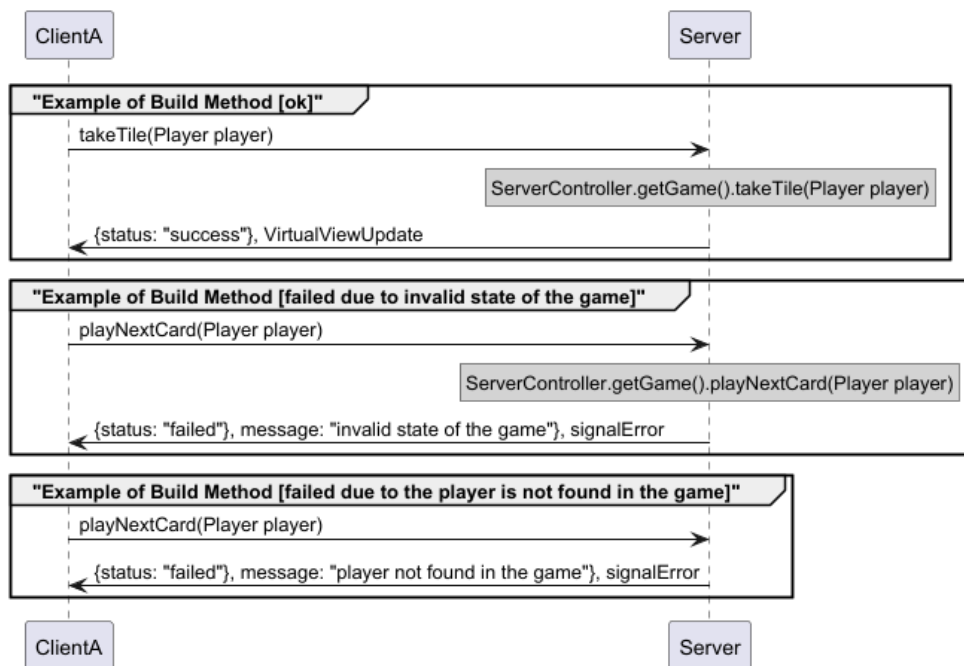 ClientA Server
"Example of Build Method [ok]"
takeTile(Player player)
ServerController.getGame().takeTile(Player player)
{status: "success"}, VirtualViewUpdate
"Example of Build Method [failed due to invalid state of the game]"
playNextCard(Player player)
ServerController.getGame().playNextCard(Player player)
{status: "failed"}, message: "invalid state of the game"}, signalError
"Example of Build Method [failed due to the player is not found in the game]"
playNextCard(Player player)
{status: "failed"}, message: "player not found in the game"}, signalError
ClientA Server